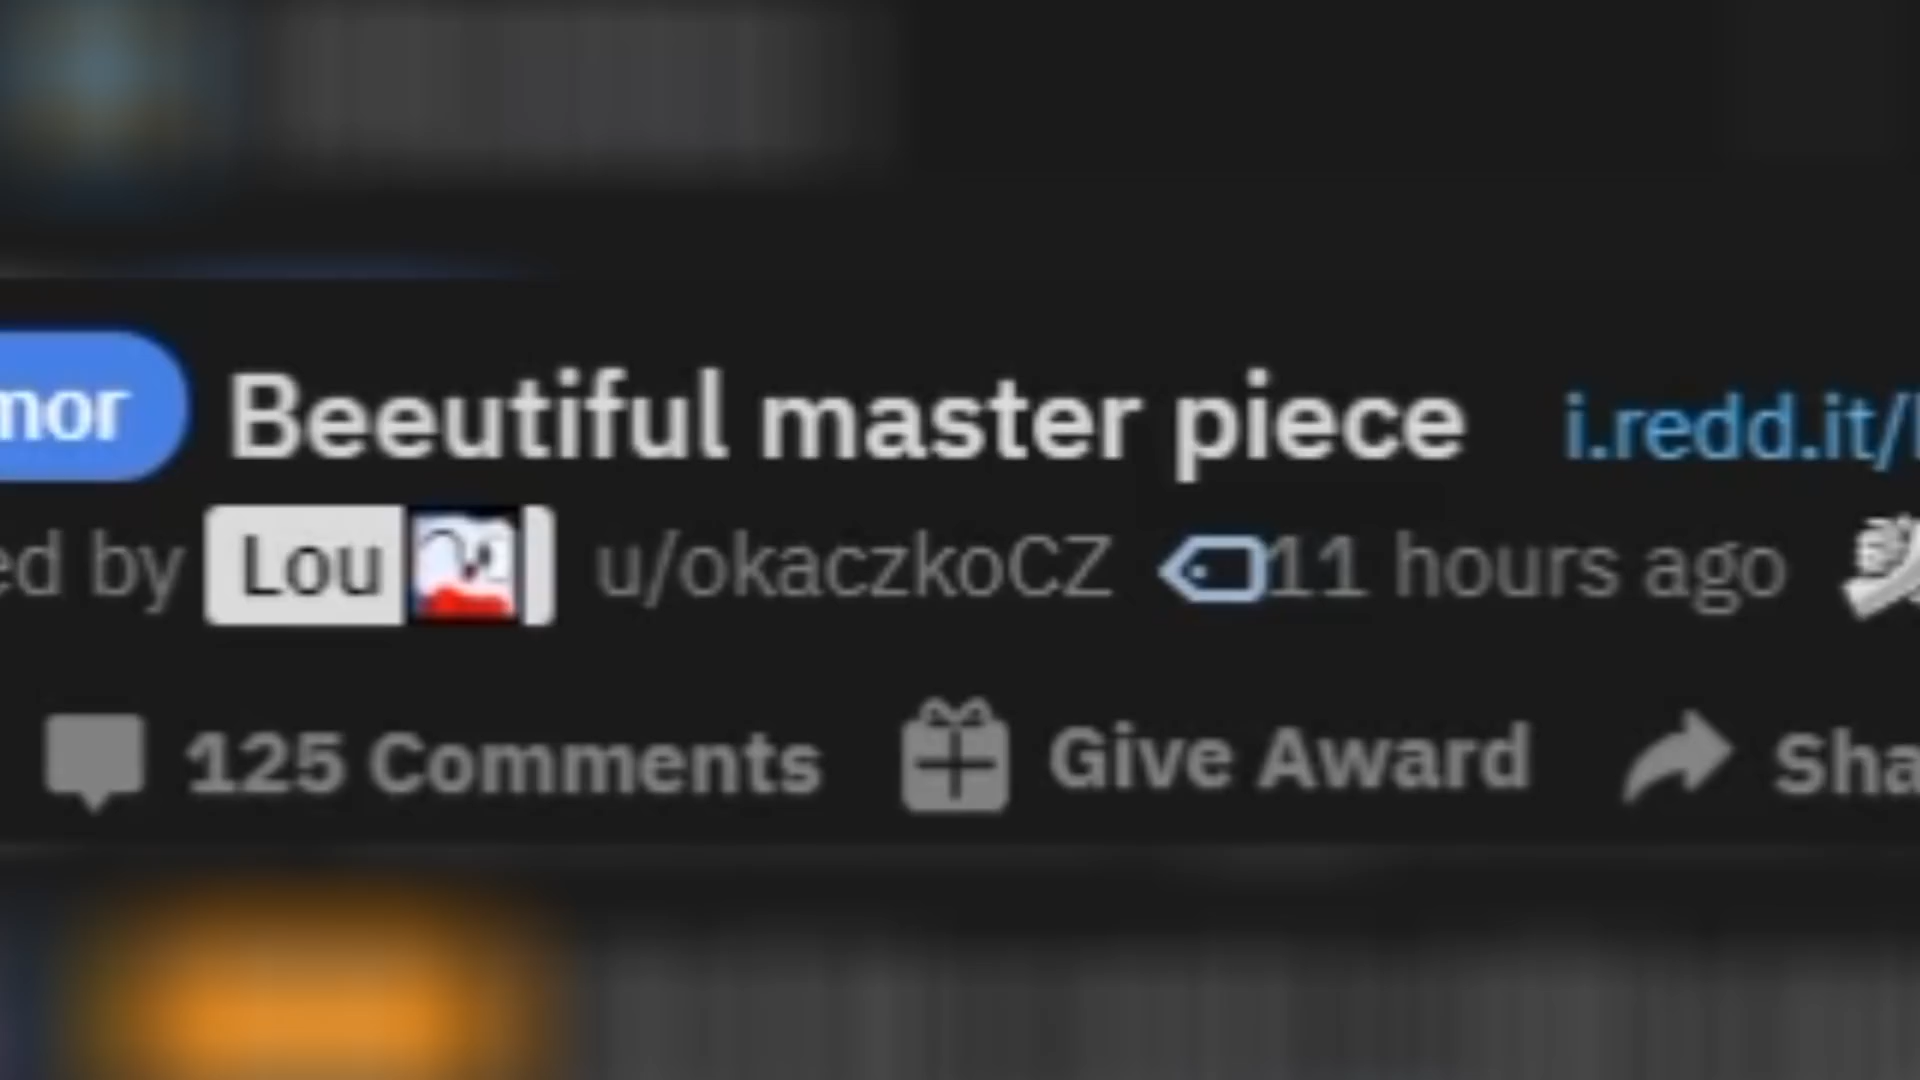 mor Beeutiful master piece i.redd.it/
ed by Lou u/okaczkoCZ 11 hours ago
125 Comments Give Award Sha